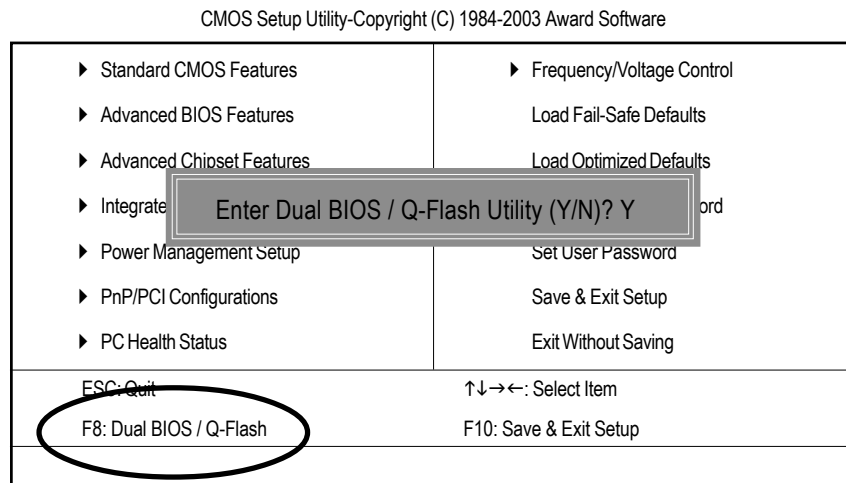 CMOS Setup Utility-Copyright (C) 1984-2003 Award Software
▶ Standard CMOS Features
▶ Advanced BIOS Features
▶ Advanced Chipset Features
▶ Integrate
▶ Power Management Setup
▶ PnP/PCI Configurations
▶ PC Health Status
▶ Frequency/Voltage Control
Load Fail-Safe Defaults
Load Optimized Defaults
ord
Set User Password
Save & Exit Setup
Exit Without Saving
Enter Dual BIOS / Q-Flash Utility (Y/N)? Y
ESC: Quit
↑↓→←: Select Item
F8: Dual BIOS / Q-Flash
F10: Save & Exit Setup